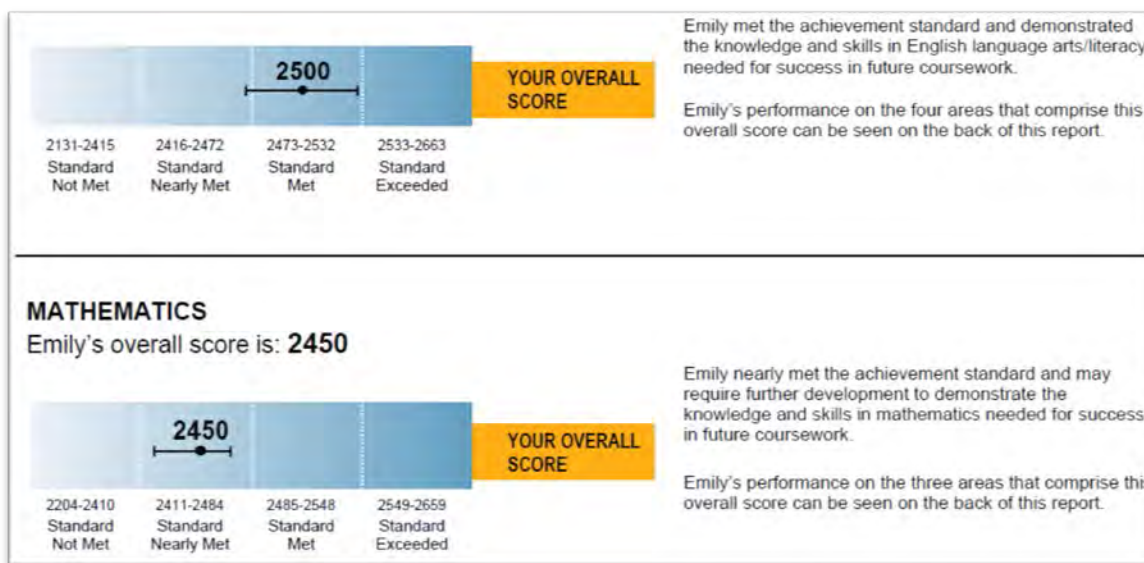 2500
YOUR OVERALL
SCORE
2131-2415
Standard
Not Met
2416-2472
Standard
Nearly Met
2473-2532
Standard
Met
2533-2663
Standard
Exceeded
Emily met the achievement standard and demonstrated
the knowledge and skills in English language arts/literacy
needed for success in future coursework.
Emily's performance on the four areas that comprise this
overall score can be seen on the back of this report.
MATHEMATICS
Emily's overall score is: 2450
2450
YOUR OVERALL
SCORE
2204-2410
Standard
Not Met
2411-2484
Standard
Nearly Met
2485-2548
Standard
Met
2549-2659
Standard
Exceeded
Emily nearly met the achievement standard and may
require further development to demonstrate the
knowledge and skills in mathematics needed for success
in future coursework.
Emily's performance on the three areas that comprise this
overall score can be seen on the back of this report.